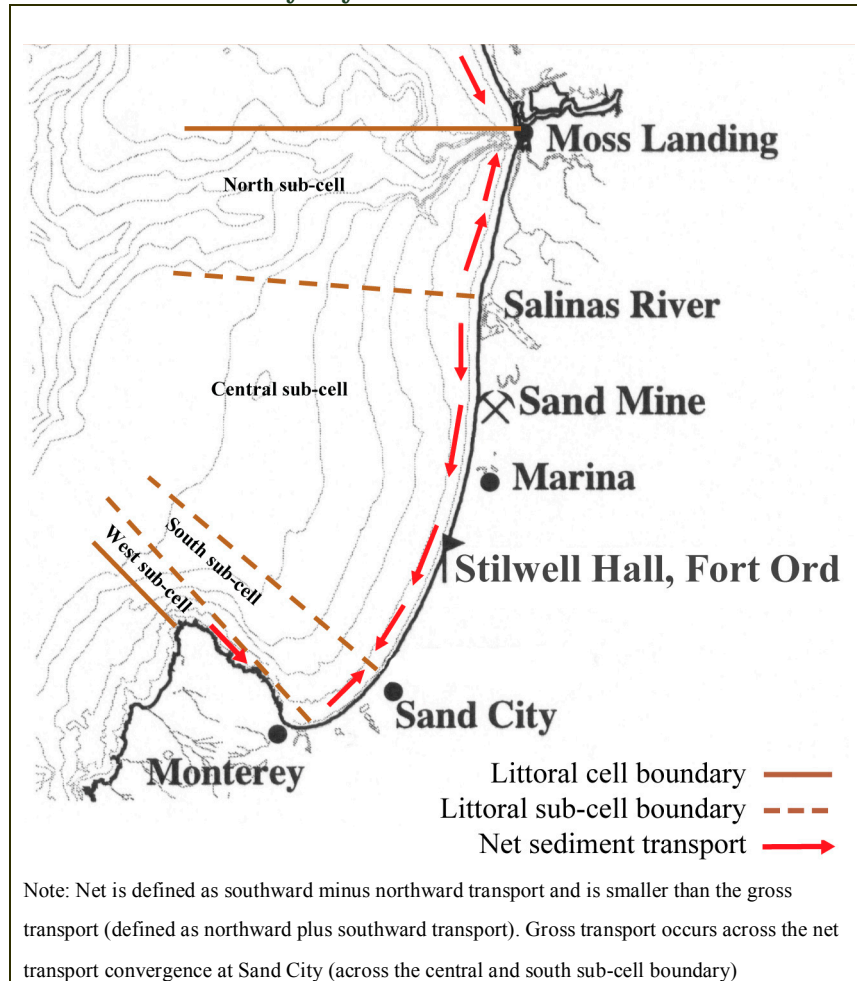 Moss Landing
North sub-cell
Salinas River
Central sub-cell
Sand Mine
Marina
South sub-cell
West sub-cell
Stilwell Hall, Fort Ord
Sand City
Monterey
Littoral cell boundary
Littoral sub-cell boundary
Net sediment transport
Note: Net is defined as southward minus northward transport and is smaller than the gross
transport (defined as northward plus southward transport). Gross transport occurs across the net
transport convergence at Sand City (across the central and south sub-cell boundary)